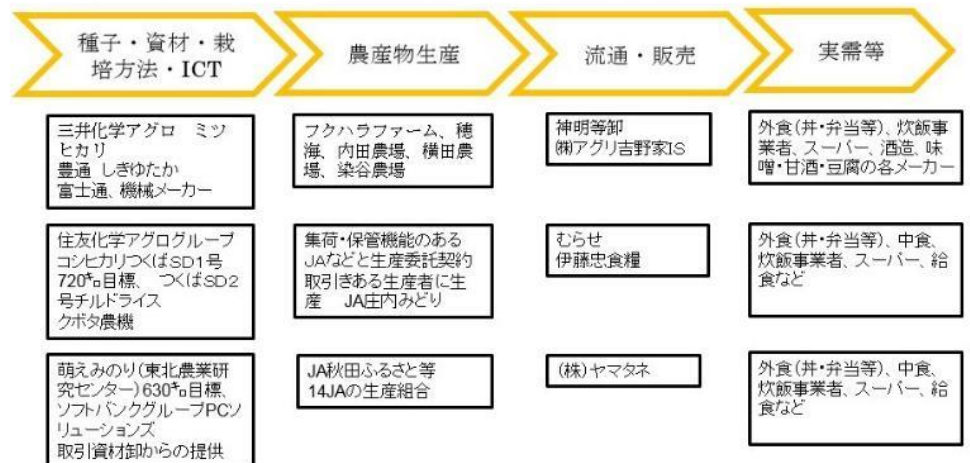 種子・資材・栽
培方法・ICT
農産物生産
流通・販売
実需等
三井化学アグロ ミツ
ヒカリ
豊通 しきゆたか
富士通、機械メーカー
フクハラファーム、穂
海、内田農場、横田農
場、染谷農場
神明等卸
㈱アグリ吉野家IS
外食(丼・弁当等)、炊飯事
業者、スーパー、酒造、味
噌・甘酒・豆腐の各メーカー
住友化学アグログループ
コシヒカリつくばSD1号
720㌔目標、 つくばSD2
号チルドライス
クボタ農機
集荷・保管機能のある
JAなどと生産委託契約
取引きある生産者に生
産 JA庄内みどり
むらせ
伊藤忠食糧
外食(丼・弁当等)、中食、
炊飯事業者、スーパー、給
食など
萌えみのり(東北農業研
究センター)630㌔目標、
ソフトバンクグループPCソ
リューションズ
取引資材卸からの提供
JA秋田ふるさと等
14JAの生産組合
(株)ヤマタネ
外食(丼・弁当等)、中食、
炊飯事業者、スーパー、給
食など